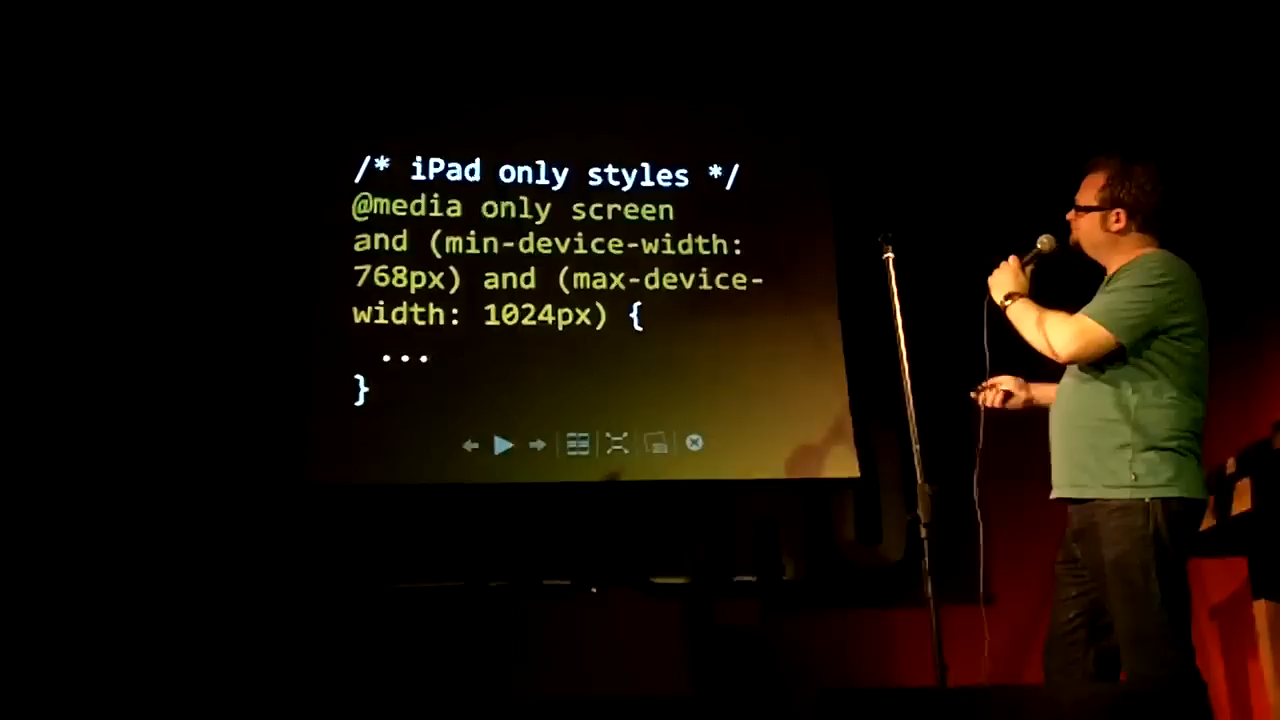 /* iPad only styles */
@media only screen
and (min-device-width:
768px) and (max-device-
width: 1024px) {
...
}